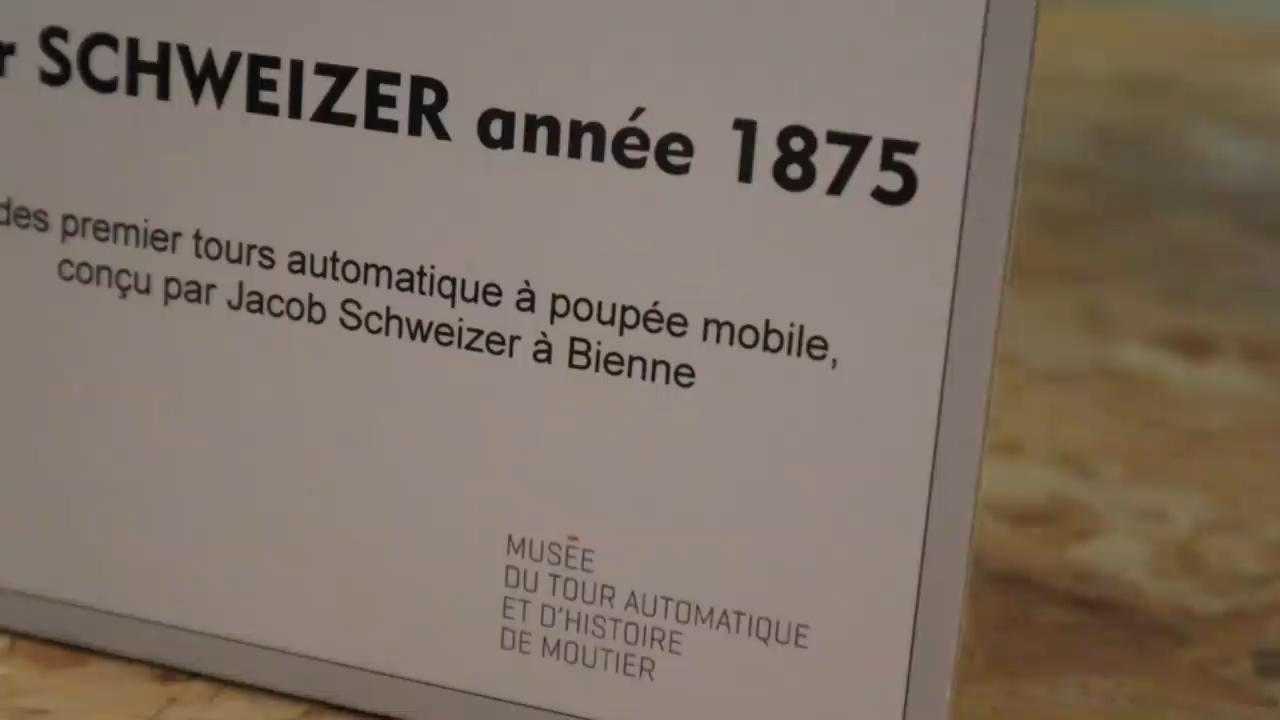 r SCHWEIZER année 1875
des premier tours automatique à poupée mobile,
conçu par Jacob Schweizer à Bienne
MUSÉE
DU TOUR AUTOMATIQUE
ET D'HISTOIRE
DE MOUTIER